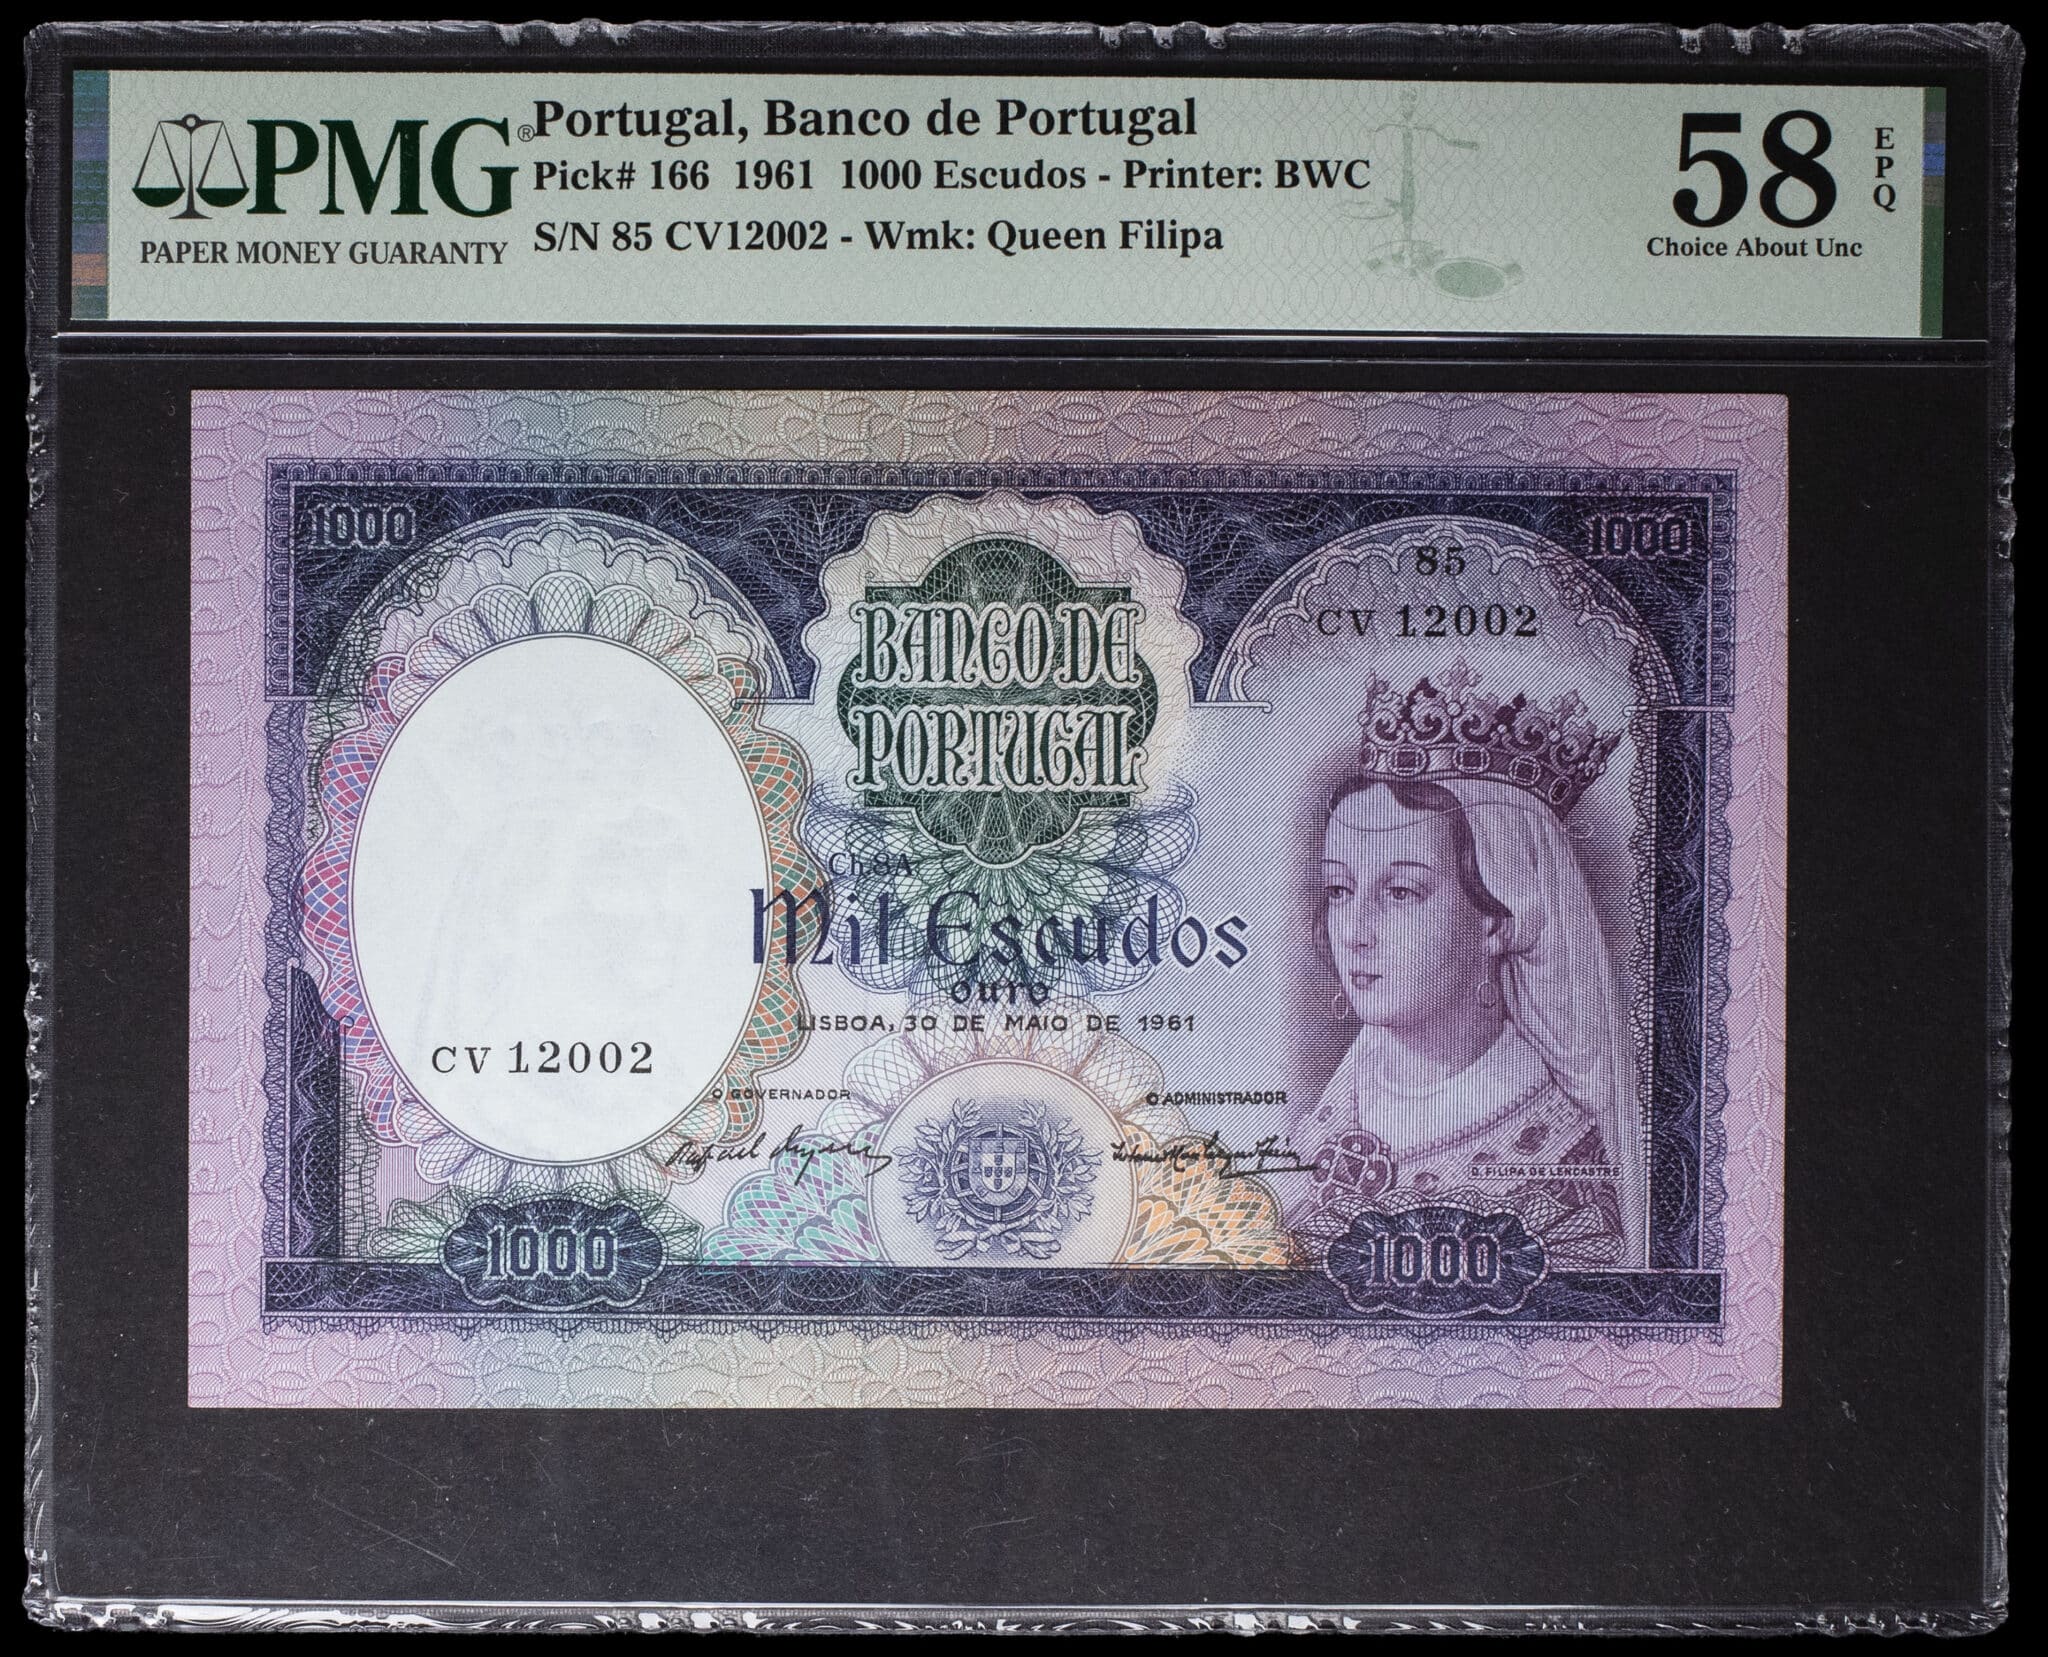 PMG®
PAPER MONEY GUARANTY
Portugal, Banco de Portugal
Pick# 166 1961 1000 Escudos - Printer: BWC
S/N 85 CV12002 - Wmk: Queen Filipa
58
EPQ
Choice About Unc
1000
1000
85
CV 12002
BANCO DE
PORTUGAL
Ch.8A
Mil Escudos
ouro
LISBOA, 30 DE MAIO DE 1961
CV 12002
O GOVERNADOR
O ADMINISTRADOR
D. FILIPA DE LENCASTRE
1000
1000